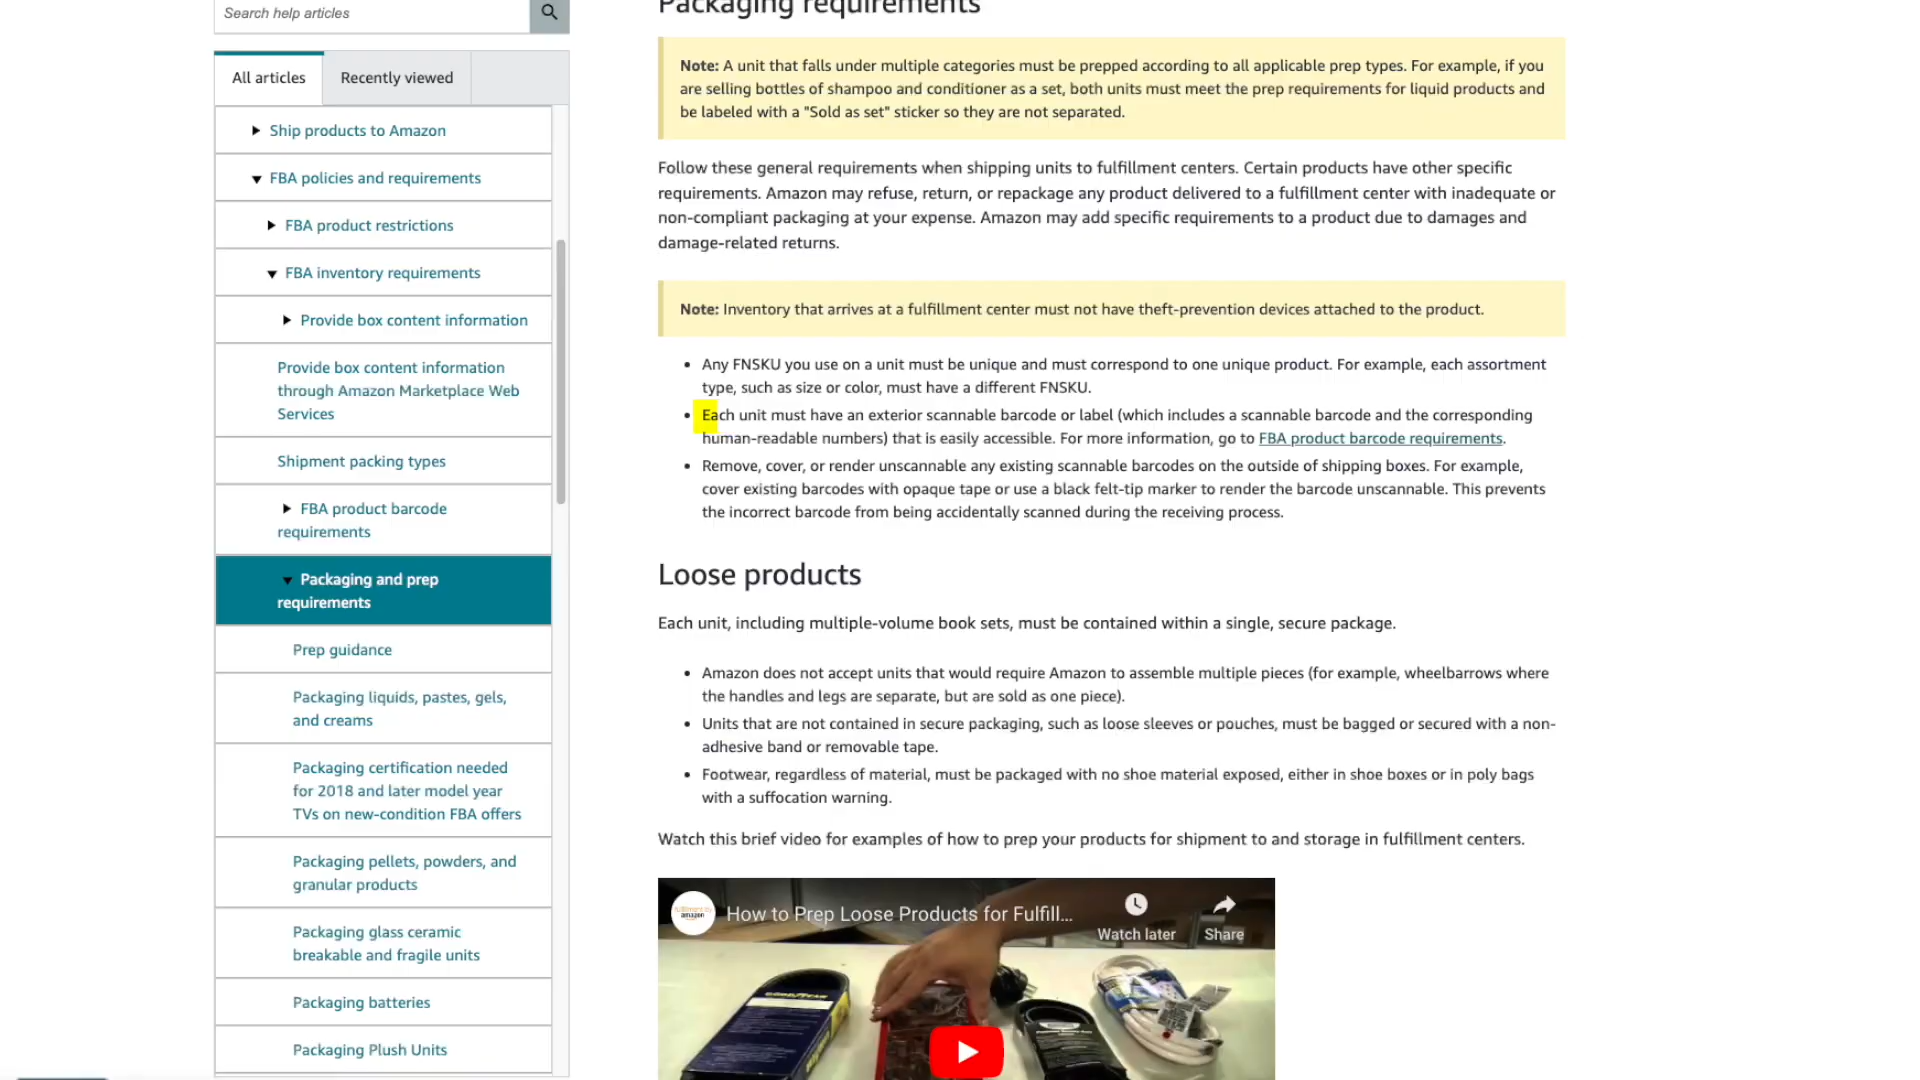 Search help articles
All articles
Recently viewed
Ship products to Amazon
FBA policies and requirements
FBA product restrictions
FBA inventory requirements
Provide box content information
Provide box content information
through Amazon Marketplace Web
Services
Shipment packing types
FBA product barcode
requirements
Packaging and prep
requirements
Prep guidance
Packaging liquids, pastes, gels,
and creams
Packaging certification needed
for 2018 and later model year
TVs on new-condition FBA offers
Packaging pellets, powders, and
granular products
Packaging glass ceramic
breakable and fragile units
Packaging batteries
Packaging Plush Units
Packaging requirements
Note: A unit that falls under multiple categories must be prepped according to all applicable prep types. For example, if you
are selling bottles of shampoo and conditioner as a set, both units must meet the prep requirements for liquid products and
be labeled with a "Sold as set" sticker so they are not separated.
Follow these general requirements when shipping units to fulfillment centers. Certain products have other specific
requirements. Amazon may refuse, return, or repackage any product delivered to a fulfillment center with inadequate or
non-compliant packaging at your expense. Amazon may add specific requirements to a product due to damages and
damage-related returns.
Note: Inventory that arrives at a fulfillment center must not have theft-prevention devices attached to the product.
• Any FNSKU you use on a unit must be unique and must correspond to one unique product. For example, each assortment
type, such as size or color, must have a different FNSKU.
• Each unit must have an exterior scannable barcode or label (which includes a scannable barcode and the corresponding
human-readable numbers) that is easily accessible. For more information, go to FBA product barcode requirements.
• Remove, cover, or render unscannable any existing scannable barcodes on the outside of shipping boxes. For example,
cover existing barcodes with opaque tape or use a black felt-tip marker to render the barcode unscannable. This prevents
the incorrect barcode from being accidentally scanned during the receiving process.
Loose products
Each unit, including multiple-volume book sets, must be contained within a single, secure package.
• Amazon does not accept units that would require Amazon to assemble multiple pieces (for example, wheelbarrows where
the handles and legs are separate, but are sold as one piece).
• Units that are not contained in secure packaging, such as loose sleeves or pouches, must be bagged or secured with a non-
adhesive band or removable tape.
• Footwear, regardless of material, must be packaged with no shoe material exposed, either in shoe boxes or in poly bags
with a suffocation warning.
Watch this brief video for examples of how to prep your products for shipment to and storage in fulfillment centers.
amazon
How to Prep Loose Products for Fulfill...
Watch later
Share